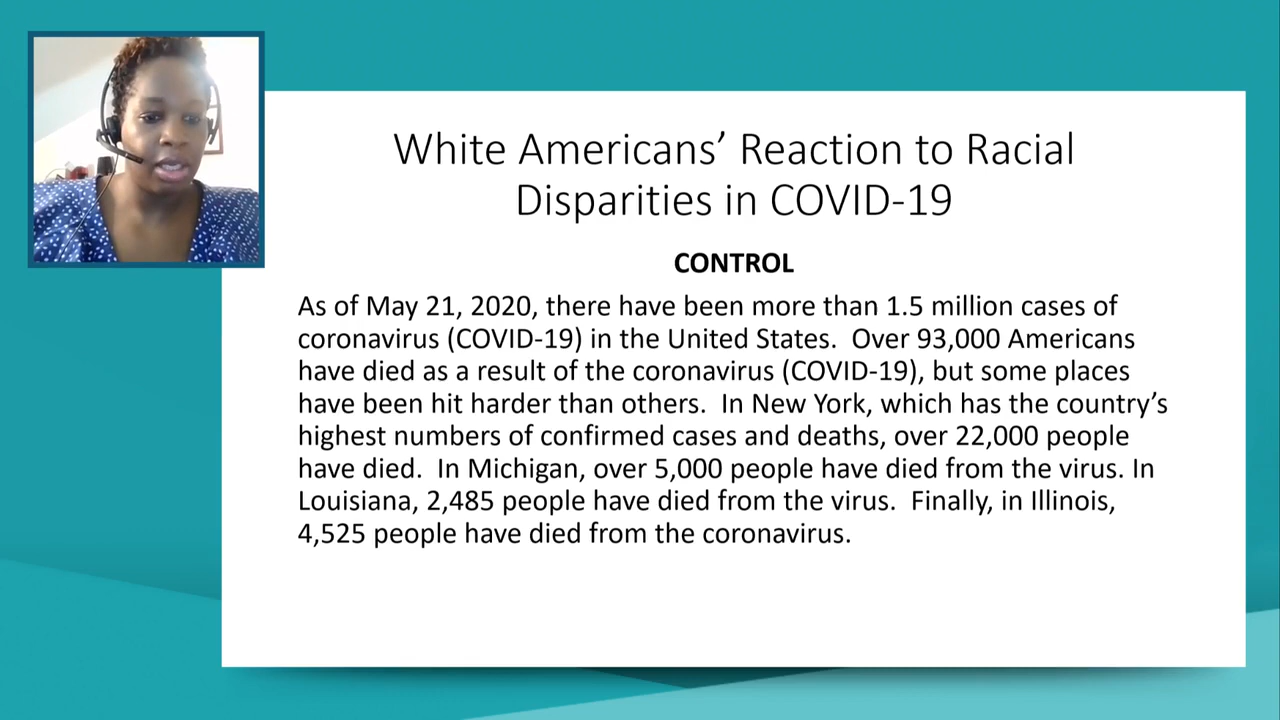 White Americans’ Reaction to Racial
Disparities in COVID-19
CONTROL
As of May 21, 2020, there have been more than 1.5 million cases of
coronavirus (COVID-19) in the United States.  Over 93,000 Americans
have died as a result of the coronavirus (COVID-19), but some places
have been hit harder than others.  In New York, which has the country’s
highest numbers of confirmed cases and deaths, over 22,000 people
have died.  In Michigan, over 5,000 people have died from the virus. In
Louisiana, 2,485 people have died from the virus.  Finally, in Illinois,
4,525 people have died from the coronavirus.